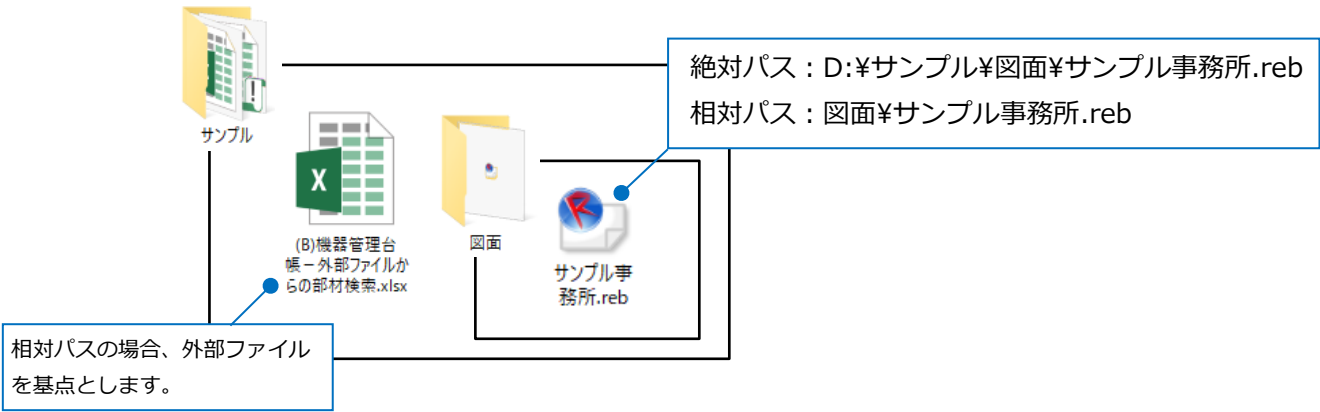 絶対パス：D:¥サンプル¥図面¥サンプル事務所.reb
相対パス：図面¥サンプル事務所.reb
サンプル
X
(B)機器管理台
帳－外部ファイルか
らの部材検索.xlsx
図面
R
サンプル事
務所.reb
相対パスの場合、外部ファイル
を基点とします。